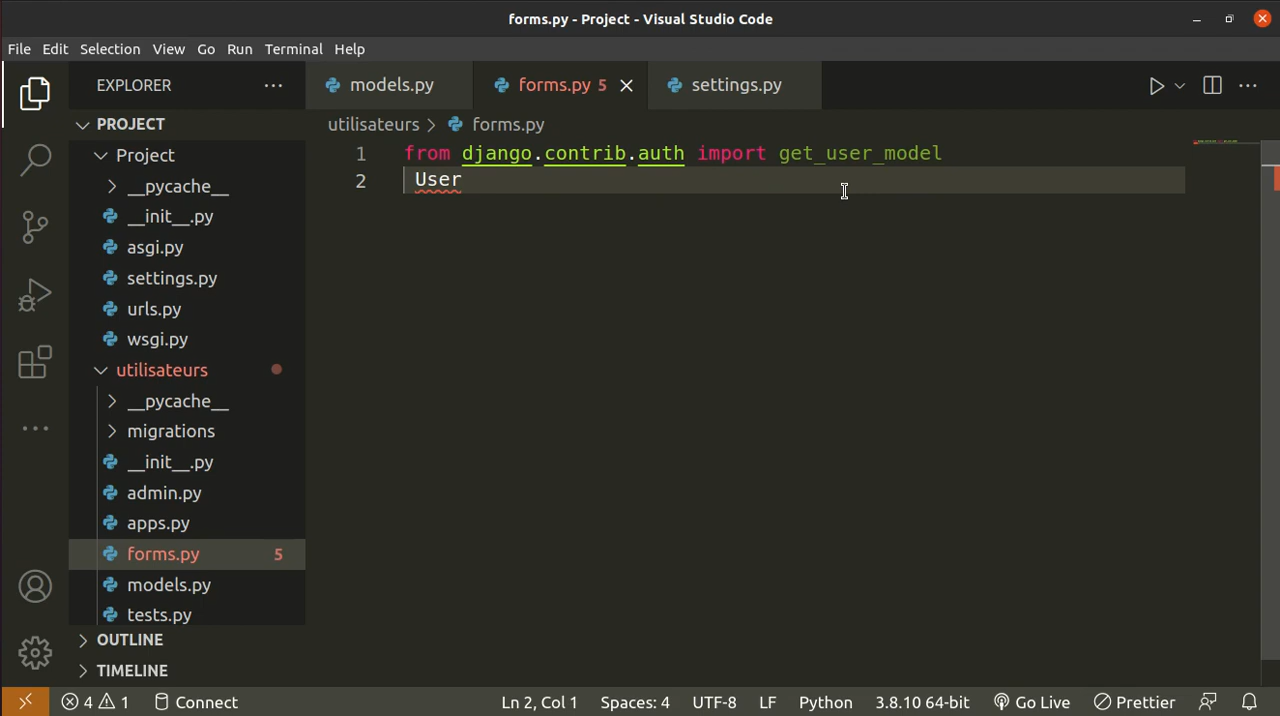 forms.py - Project - Visual Studio Code
File Edit Selection View Go Run Terminal Help
EXPLORER
models.py
forms.py 5
settings.py
PROJECT
utilisateurs > forms.py
Project
__pycache__
__init__.py
asgi.py
settings.py
urls.py
wsgi.py
utilisateurs
__pycache__
migrations
__init__.py
admin.py
apps.py
forms.py 5
models.py
tests.py
OUTLINE
TIMELINE
1 from django.contrib.auth import get_user_model
2 User
4 1 Connect Ln 2, Col 1 Spaces: 4 UTF-8 LF Python 3.8.10 64-bit Go Live Prettier